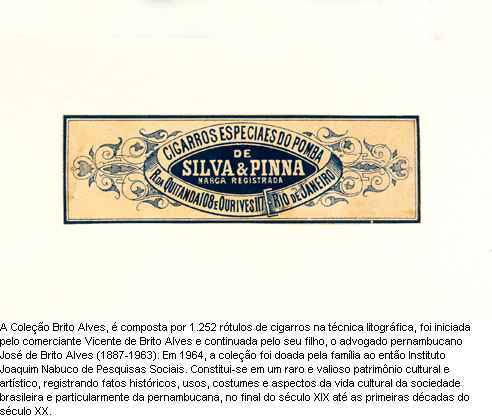 CIGARROS ESPECIAES DO POMBA
DE
SILVA & PINNA
MARCA REGISTRADA
R. DA QUITANDA 108 E OURIVES 117 RIO DE JANEIRO
A Coleção Brito Alves, é composta por 1.252 rótulos de cigarros na técnica litográfica, foi iniciada
pelo comerciante Vicente de Brito Alves e continuada pelo seu filho, o advogado pernambucano
José de Brito Alves (1887-1963). Em 1964, a coleção foi doada pela família ao então Instituto
Joaquim Nabuco de Pesquisas Sociais. Constitui-se em um raro e valioso patrimônio cultural e
artístico, registrando fatos históricos, usos, costumes e aspectos da vida cultural da sociedade
brasileira e particularmente da pernambucana, no final do século XIX até as primeiras décadas do
século XX.